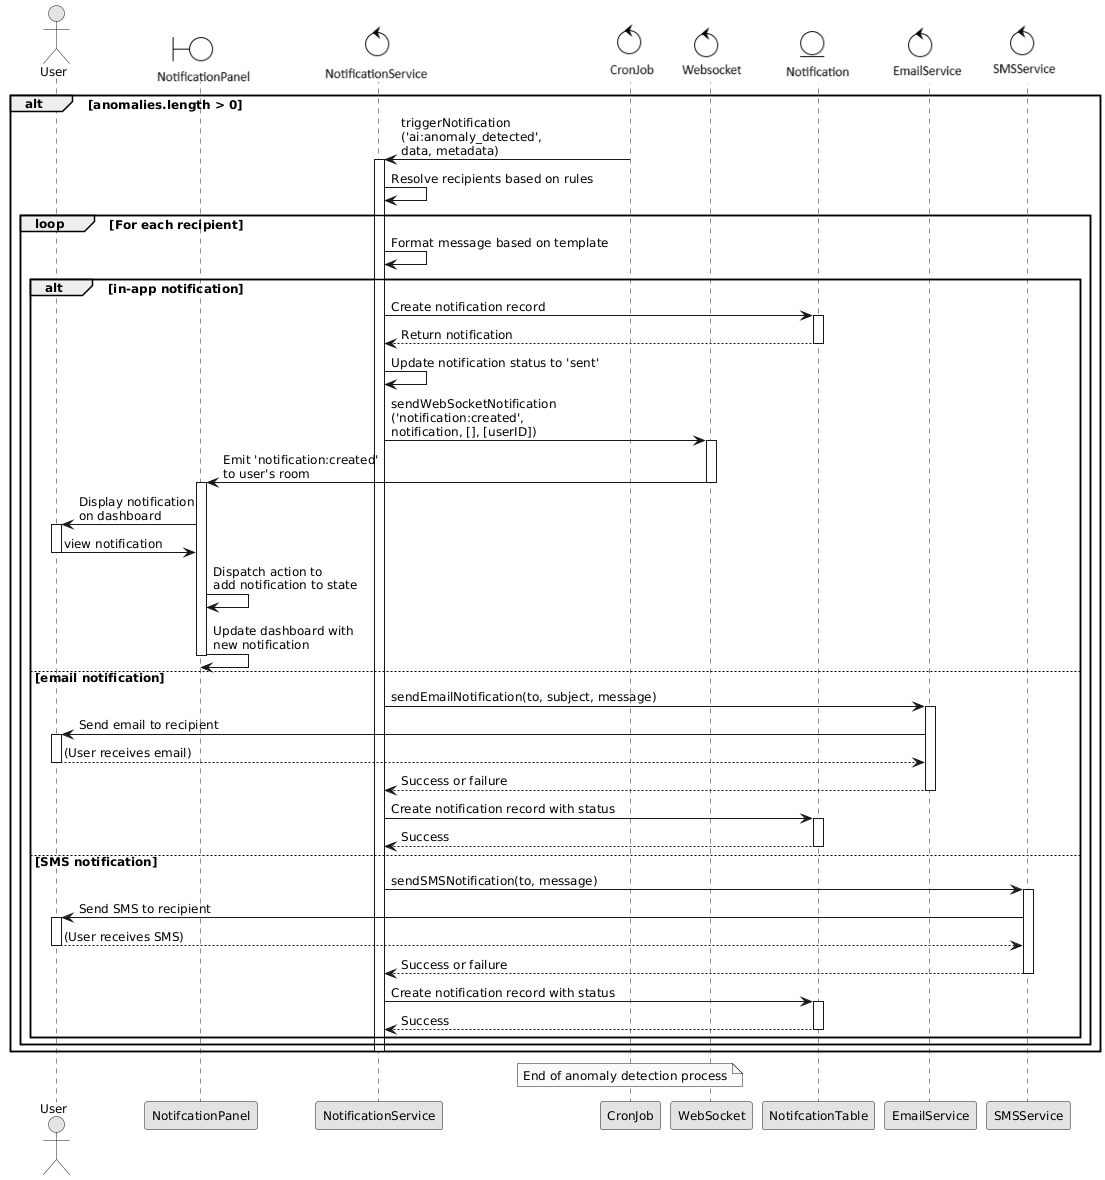 User
NotificationPanel
NotificationService
CronJob
Websocket
Notification
EmailService
SMSService
alt
[anomalies.length > 0]
triggerNotification
('ai:anomaly_detected',
data, metadata)
Resolve recipients based on rules
loop
[For each recipient]
Format message based on template
alt
[in-app notification]
Create notification record
Return notification
Update notification status to 'sent'
sendWebSocketNotification
('notification:created',
notification, [], [userID])
Emit 'notification:created'
to user's room
Display notification
on dashboard
view notification
Dispatch action to
add notification to state
Update dashboard with
new notification
[email notification]
sendEmailNotification(to, subject, message)
Send email to recipient
(User receives email)
Success or failure
Create notification record with status
Success
[SMS notification]
sendSMSNotification(to, message)
Send SMS to recipient
(User receives SMS)
Success or failure
Create notification record with status
Success
End of anomaly detection process
User
NotifcationPanel
NotificationService
CronJob
WebSocket
NotifcationTable
EmailService
SMSService